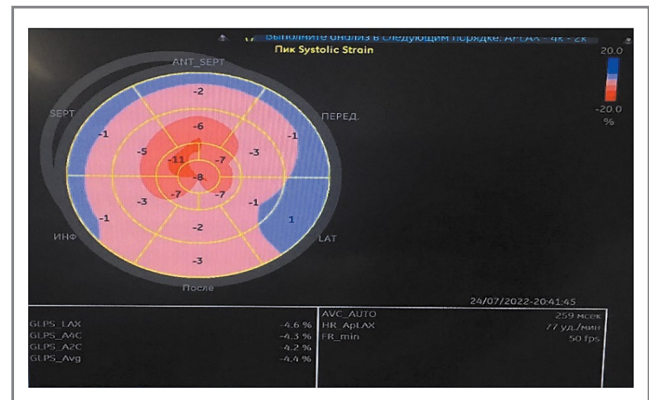 Выполните анализ в следующим порядке: APLAX - 4К - 2К
Пик Systolic Strain
20.0
-20.0
%
ANT_SEPT
SEPT
ПЕРЕД.
-2
-1
-6
-1
-5
-11
-7
-3
-8
-3
-7
-7
-1
-1
-2
1
ИНФ
LAT
-3
После
24/07/2022-20:41:45
GLPS_LAX -4.6 %
GLPS_A4C -4.3 %
GLPS_A2C -4.2 %
GLPS_Avg -4.4 %
AVC_AUTO 259 мсек
HR_ApLAX 77 уд./мин
FR_min 50 fps